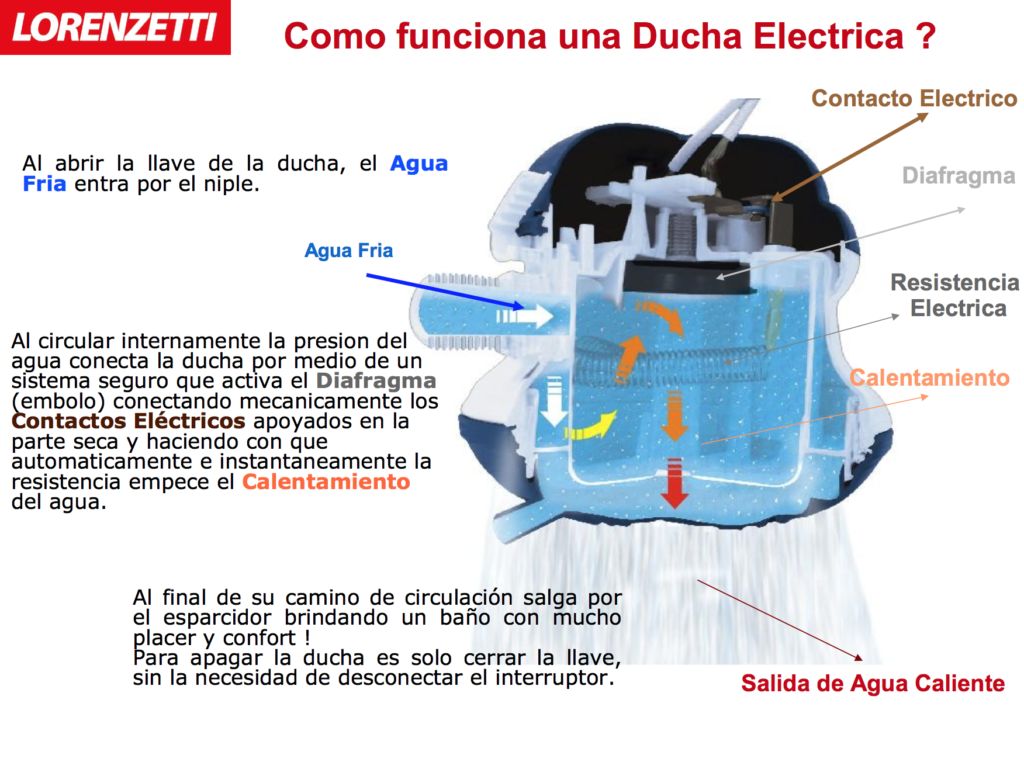 LORENZETTI
Como funciona una Ducha Electrica ?
Contacto Electrico
Al abrir la llave de la ducha, el Agua
Fria entra por el niple.
Diafragma
Agua Fria
Resistencia
Electrica
Al circular internamente la presion del
agua conecta la ducha por medio de un
sistema seguro que activa el Diafragma
(embolo) conectando mecanicamente los
Contactos Eléctricos apoyados en la
parte seca y haciendo con que
automaticamente e instantaneamente la
resistencia empece el Calentamiento
del agua.
Calentamiento
Al final de su camino de circulación salga por
el esparcidor brindando un baño con mucho
placer y confort !
Para apagar la ducha es solo cerrar la llave,
sin la necesidad de desconectar el interruptor.
Salida de Agua Caliente